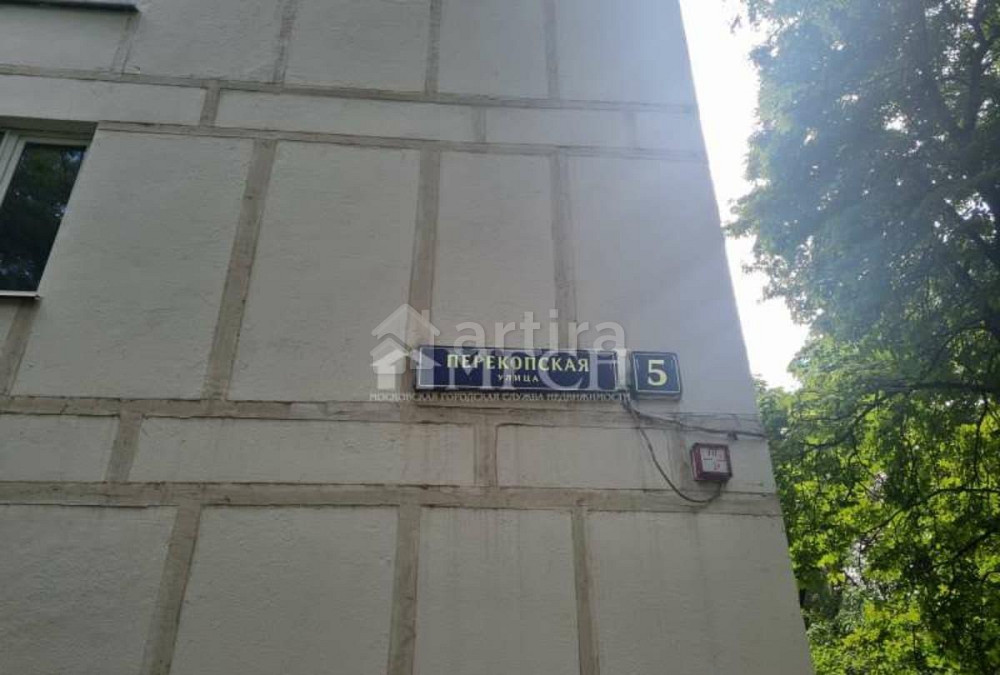 artira
ПЕРЕКОПСКАЯ
УЛИЦА
5
МГСН
МОСКОВСКАЯ ГОРОДСКАЯ СЛУЖБА НЕДВИЖИМОСТИ